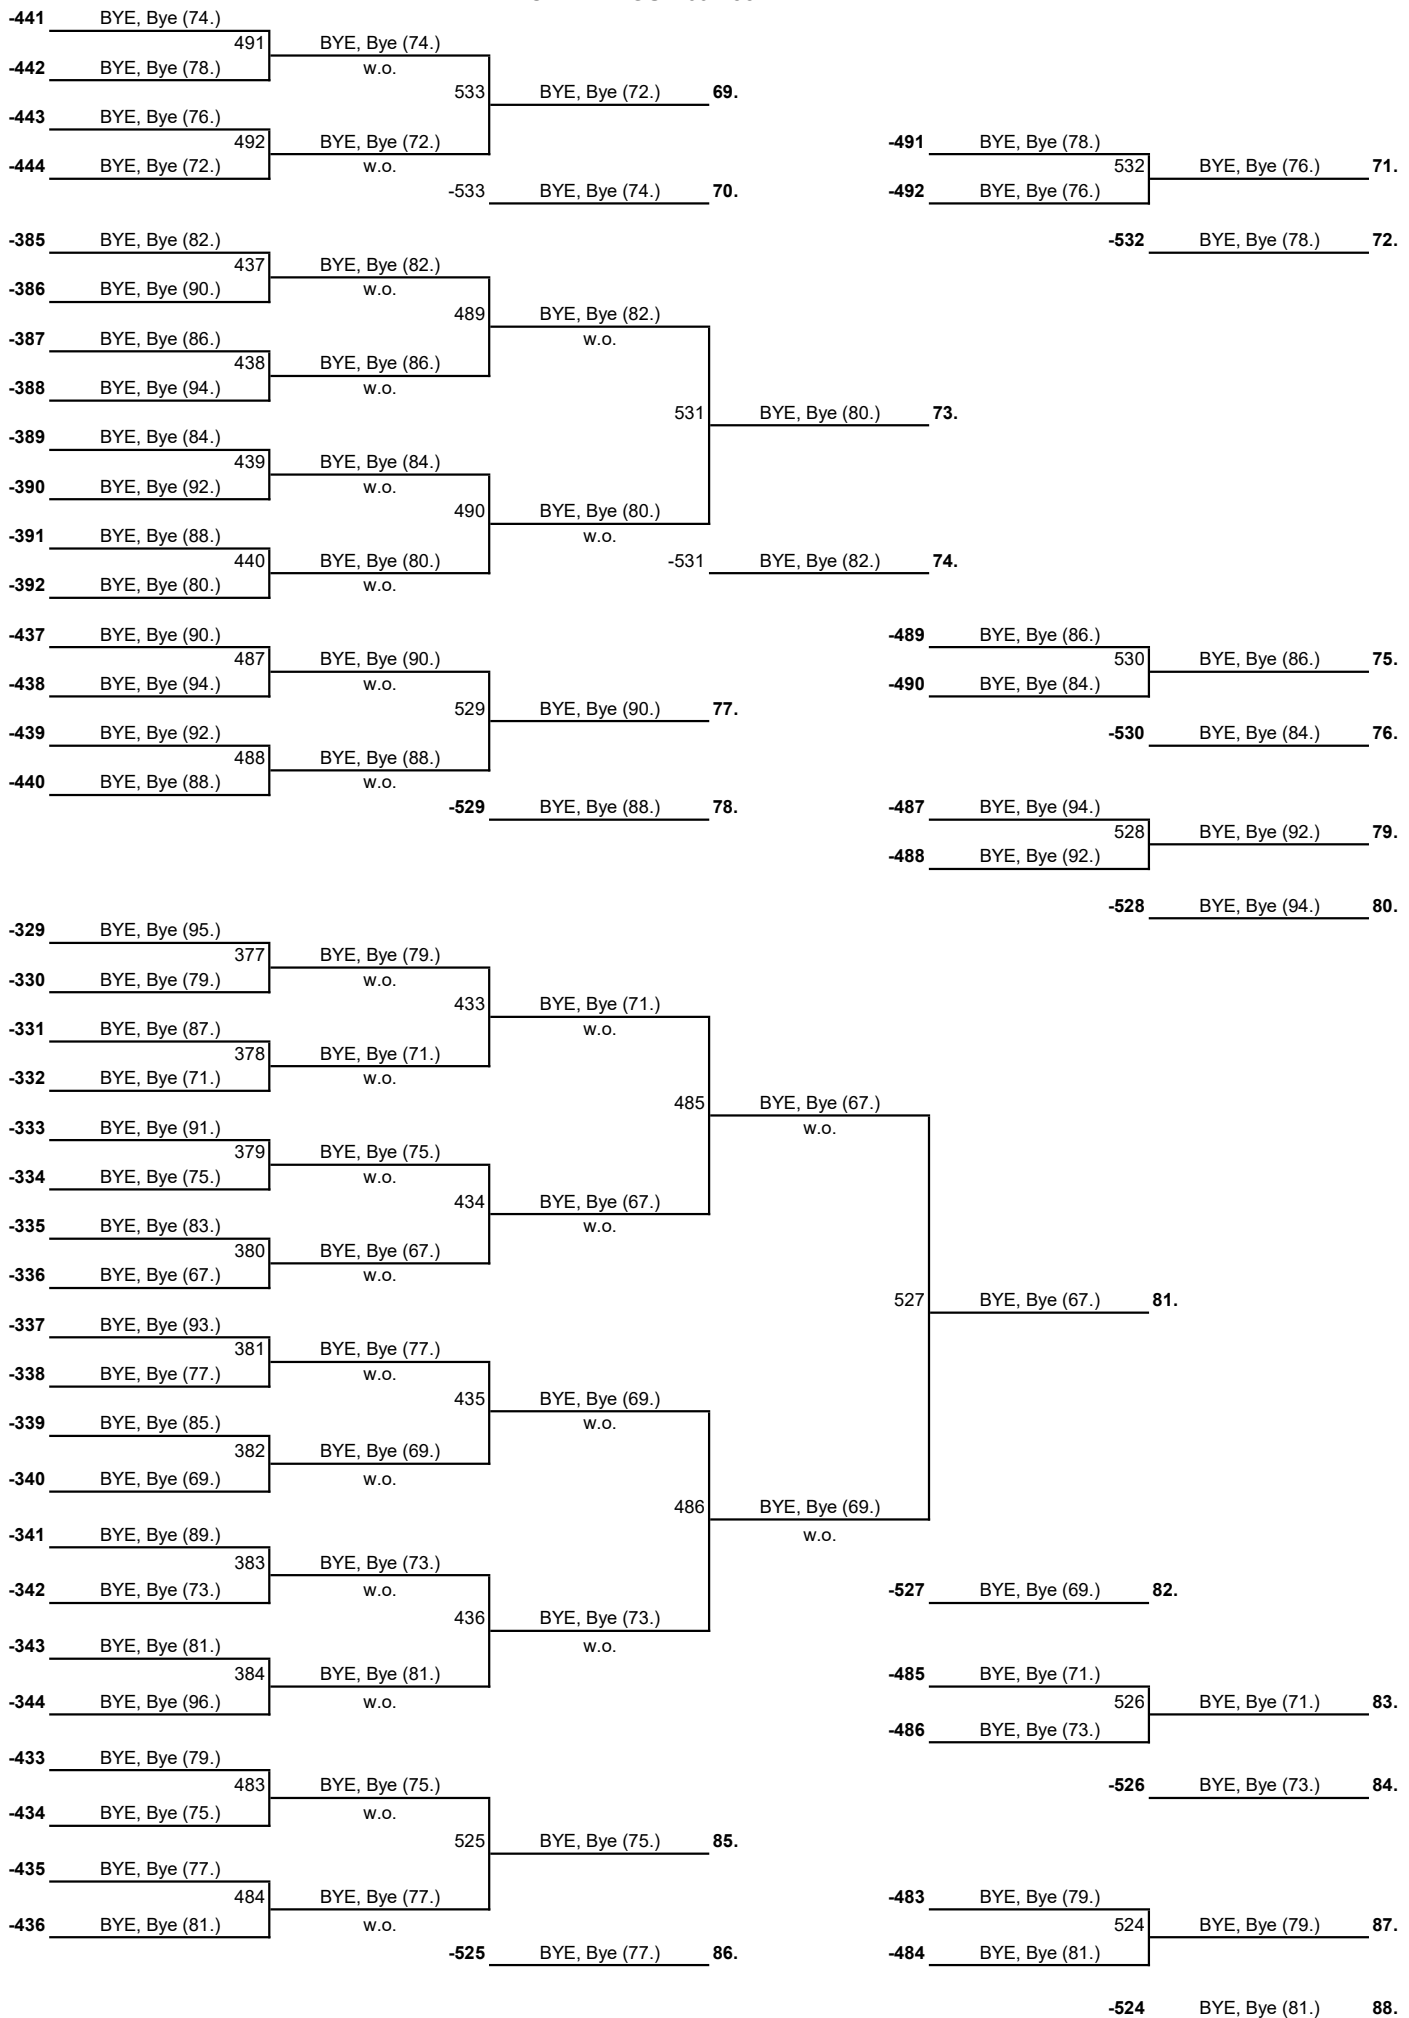 -441 BYE, Bye (74.)
491 BYE, Bye (74.)
-442 BYE, Bye (78.) w.o.
533 BYE, Bye (72.) 69.
-443 BYE, Bye (76.)
492 BYE, Bye (72.) -491 BYE, Bye (78.)
-444 BYE, Bye (72.) w.o. 532 BYE, Bye (76.) 71.
-533 BYE, Bye (74.) 70. -492 BYE, Bye (76.)
-385 BYE, Bye (82.) -532 BYE, Bye (78.) 72.
437 BYE, Bye (82.)
-386 BYE, Bye (90.) w.o.
489 BYE, Bye (82.)
-387 BYE, Bye (86.) w.o.
438 BYE, Bye (86.)
-388 BYE, Bye (94.) w.o.
531 BYE, Bye (80.) 73.
-389 BYE, Bye (84.)
439 BYE, Bye (84.)
-390 BYE, Bye (92.) w.o.
490 BYE, Bye (80.)
-391 BYE, Bye (88.) w.o.
440 BYE, Bye (80.) -531 BYE, Bye (82.) 74.
-392 BYE, Bye (80.) w.o.
-437 BYE, Bye (90.) -489 BYE, Bye (86.)
487 BYE, Bye (90.) 530 BYE, Bye (86.) 75.
-438 BYE, Bye (94.) w.o. -490 BYE, Bye (84.)
529 BYE, Bye (90.) 77.
-439 BYE, Bye (92.) -530 BYE, Bye (84.) 76.
488 BYE, Bye (88.)
-440 BYE, Bye (88.) w.o.
-529 BYE, Bye (88.) 78. -487 BYE, Bye (94.)
528 BYE, Bye (92.) 79.
-488 BYE, Bye (92.)
-528 BYE, Bye (94.) 80.
-329 BYE, Bye (95.)
377 BYE, Bye (79.)
-330 BYE, Bye (79.) w.o.
433 BYE, Bye (71.)
-331 BYE, Bye (87.) w.o.
378 BYE, Bye (71.)
-332 BYE, Bye (71.) w.o.
485 BYE, Bye (67.)
-333 BYE, Bye (91.) w.o.
379 BYE, Bye (75.)
-334 BYE, Bye (75.) w.o.
434 BYE, Bye (67.)
-335 BYE, Bye (83.) w.o.
380 BYE, Bye (67.)
-336 BYE, Bye (67.) w.o.
527 BYE, Bye (67.) 81.
-337 BYE, Bye (93.)
381 BYE, Bye (77.)
-338 BYE, Bye (77.) w.o.
435 BYE, Bye (69.)
-339 BYE, Bye (85.) w.o.
382 BYE, Bye (69.)
-340 BYE, Bye (69.) w.o.
486 BYE, Bye (69.)
-341 BYE, Bye (89.) w.o.
383 BYE, Bye (73.)
-342 BYE, Bye (73.) w.o. -527 BYE, Bye (69.) 82.
436 BYE, Bye (73.)
-343 BYE, Bye (81.) w.o.
384 BYE, Bye (81.) -485 BYE, Bye (71.)
-344 BYE, Bye (96.) w.o. 526 BYE, Bye (71.) 83.
-486 BYE, Bye (73.)
-433 BYE, Bye (79.)
483 BYE, Bye (75.) -526 BYE, Bye (73.) 84.
-434 BYE, Bye (75.) w.o.
525 BYE, Bye (75.) 85.
-435 BYE, Bye (77.)
484 BYE, Bye (77.) -483 BYE, Bye (79.)
-436 BYE, Bye (81.) w.o. 524 BYE, Bye (79.) 87.
-525 BYE, Bye (77.) 86. -484 BYE, Bye (81.)
-524 BYE, Bye (81.) 88.